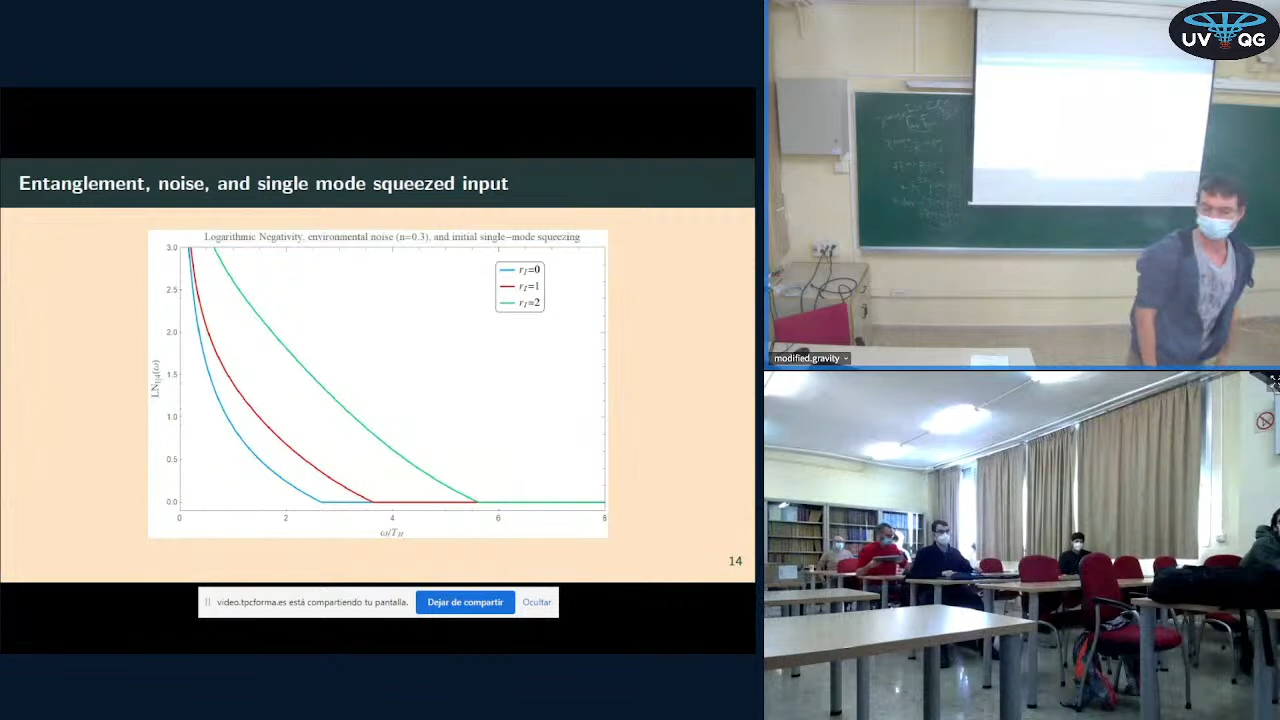 Entanglement, noise, and single mode squeezed input
Logarithmic Negativity, environmental noise (n=0.3), and initial single-mode squeezing
3.0
2.5
2.0
1.5
1.0
0.5
0.0
r_I=0
r_I=1
r_I=2
0 2 4 6 8
ω/T_H
14
video.tpcforma.es está compartiendo tu pantalla.
Dejar de compartir
Ocultar
UV QG
modified.gravity